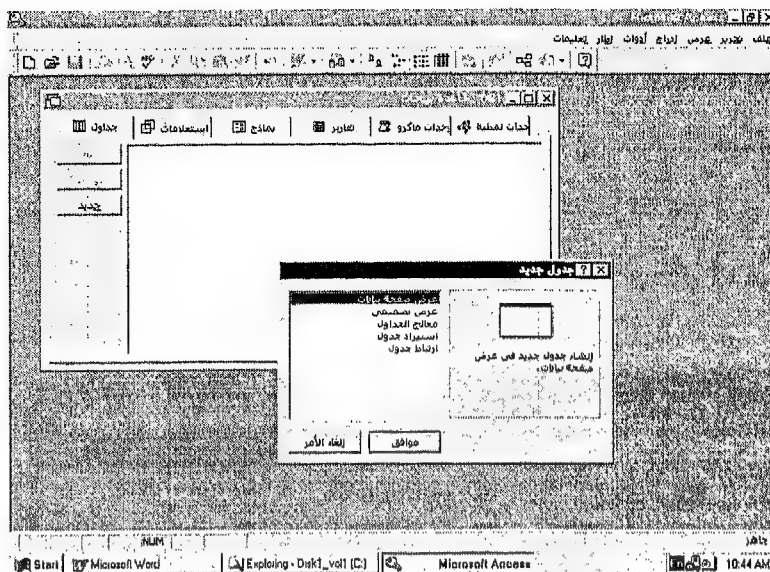 ملف تحرير عرض إدراج أدوات إطار تعليمات
جداول استعلامات نماذج تقارير وحدات ماكرو وحدات نمطية
جديد
جدول جديد
عرض صفحة بيانات
عرض تصميمي
معالج الجداول
استيراد جدول
ارتباط جدول
إنشاء جدول جديد في عرض
صفحة بيانات.
موافق
إلغاء الأمر
جاهز
NUM
Start Microsoft Word Exploring - Disk1_vol1 (C:) Microsoft Access 10:44 AM